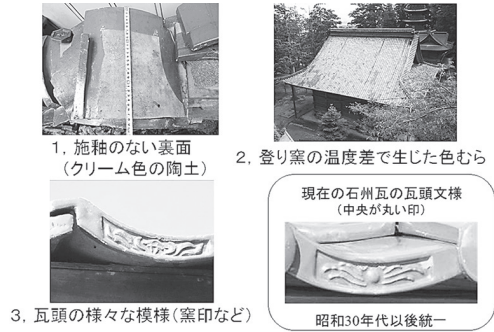 1，施釉のない裏面
（クリーム色の陶土）
2，登り窯の温度差で生じた色むら
3，瓦頭の様々な模様（窯印など）
現在の石州瓦の瓦頭文様
（中央が丸い印）
昭和30年代以後統一